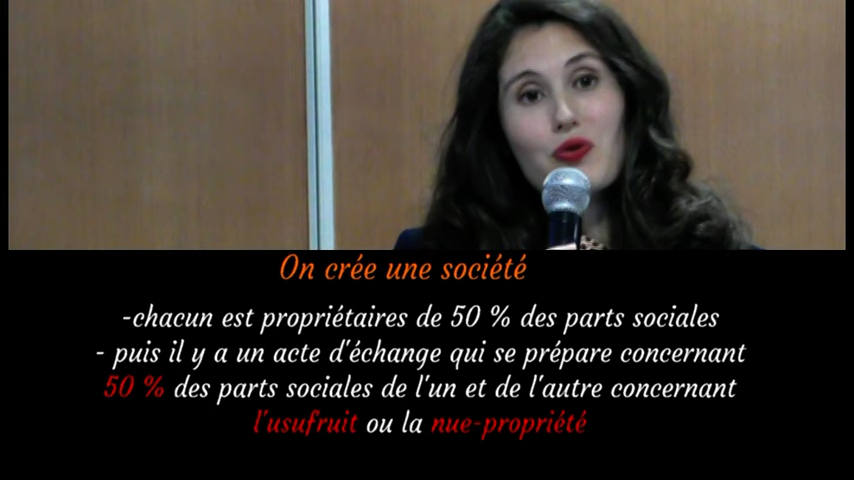 On crée une société
-chacun est propriétaires de 50 % des parts sociales
- puis il y a un acte d'échange qui se prépare concernant
50 % des parts sociales de l'un et de l'autre concernant
l'usufruit ou la nue-propriété